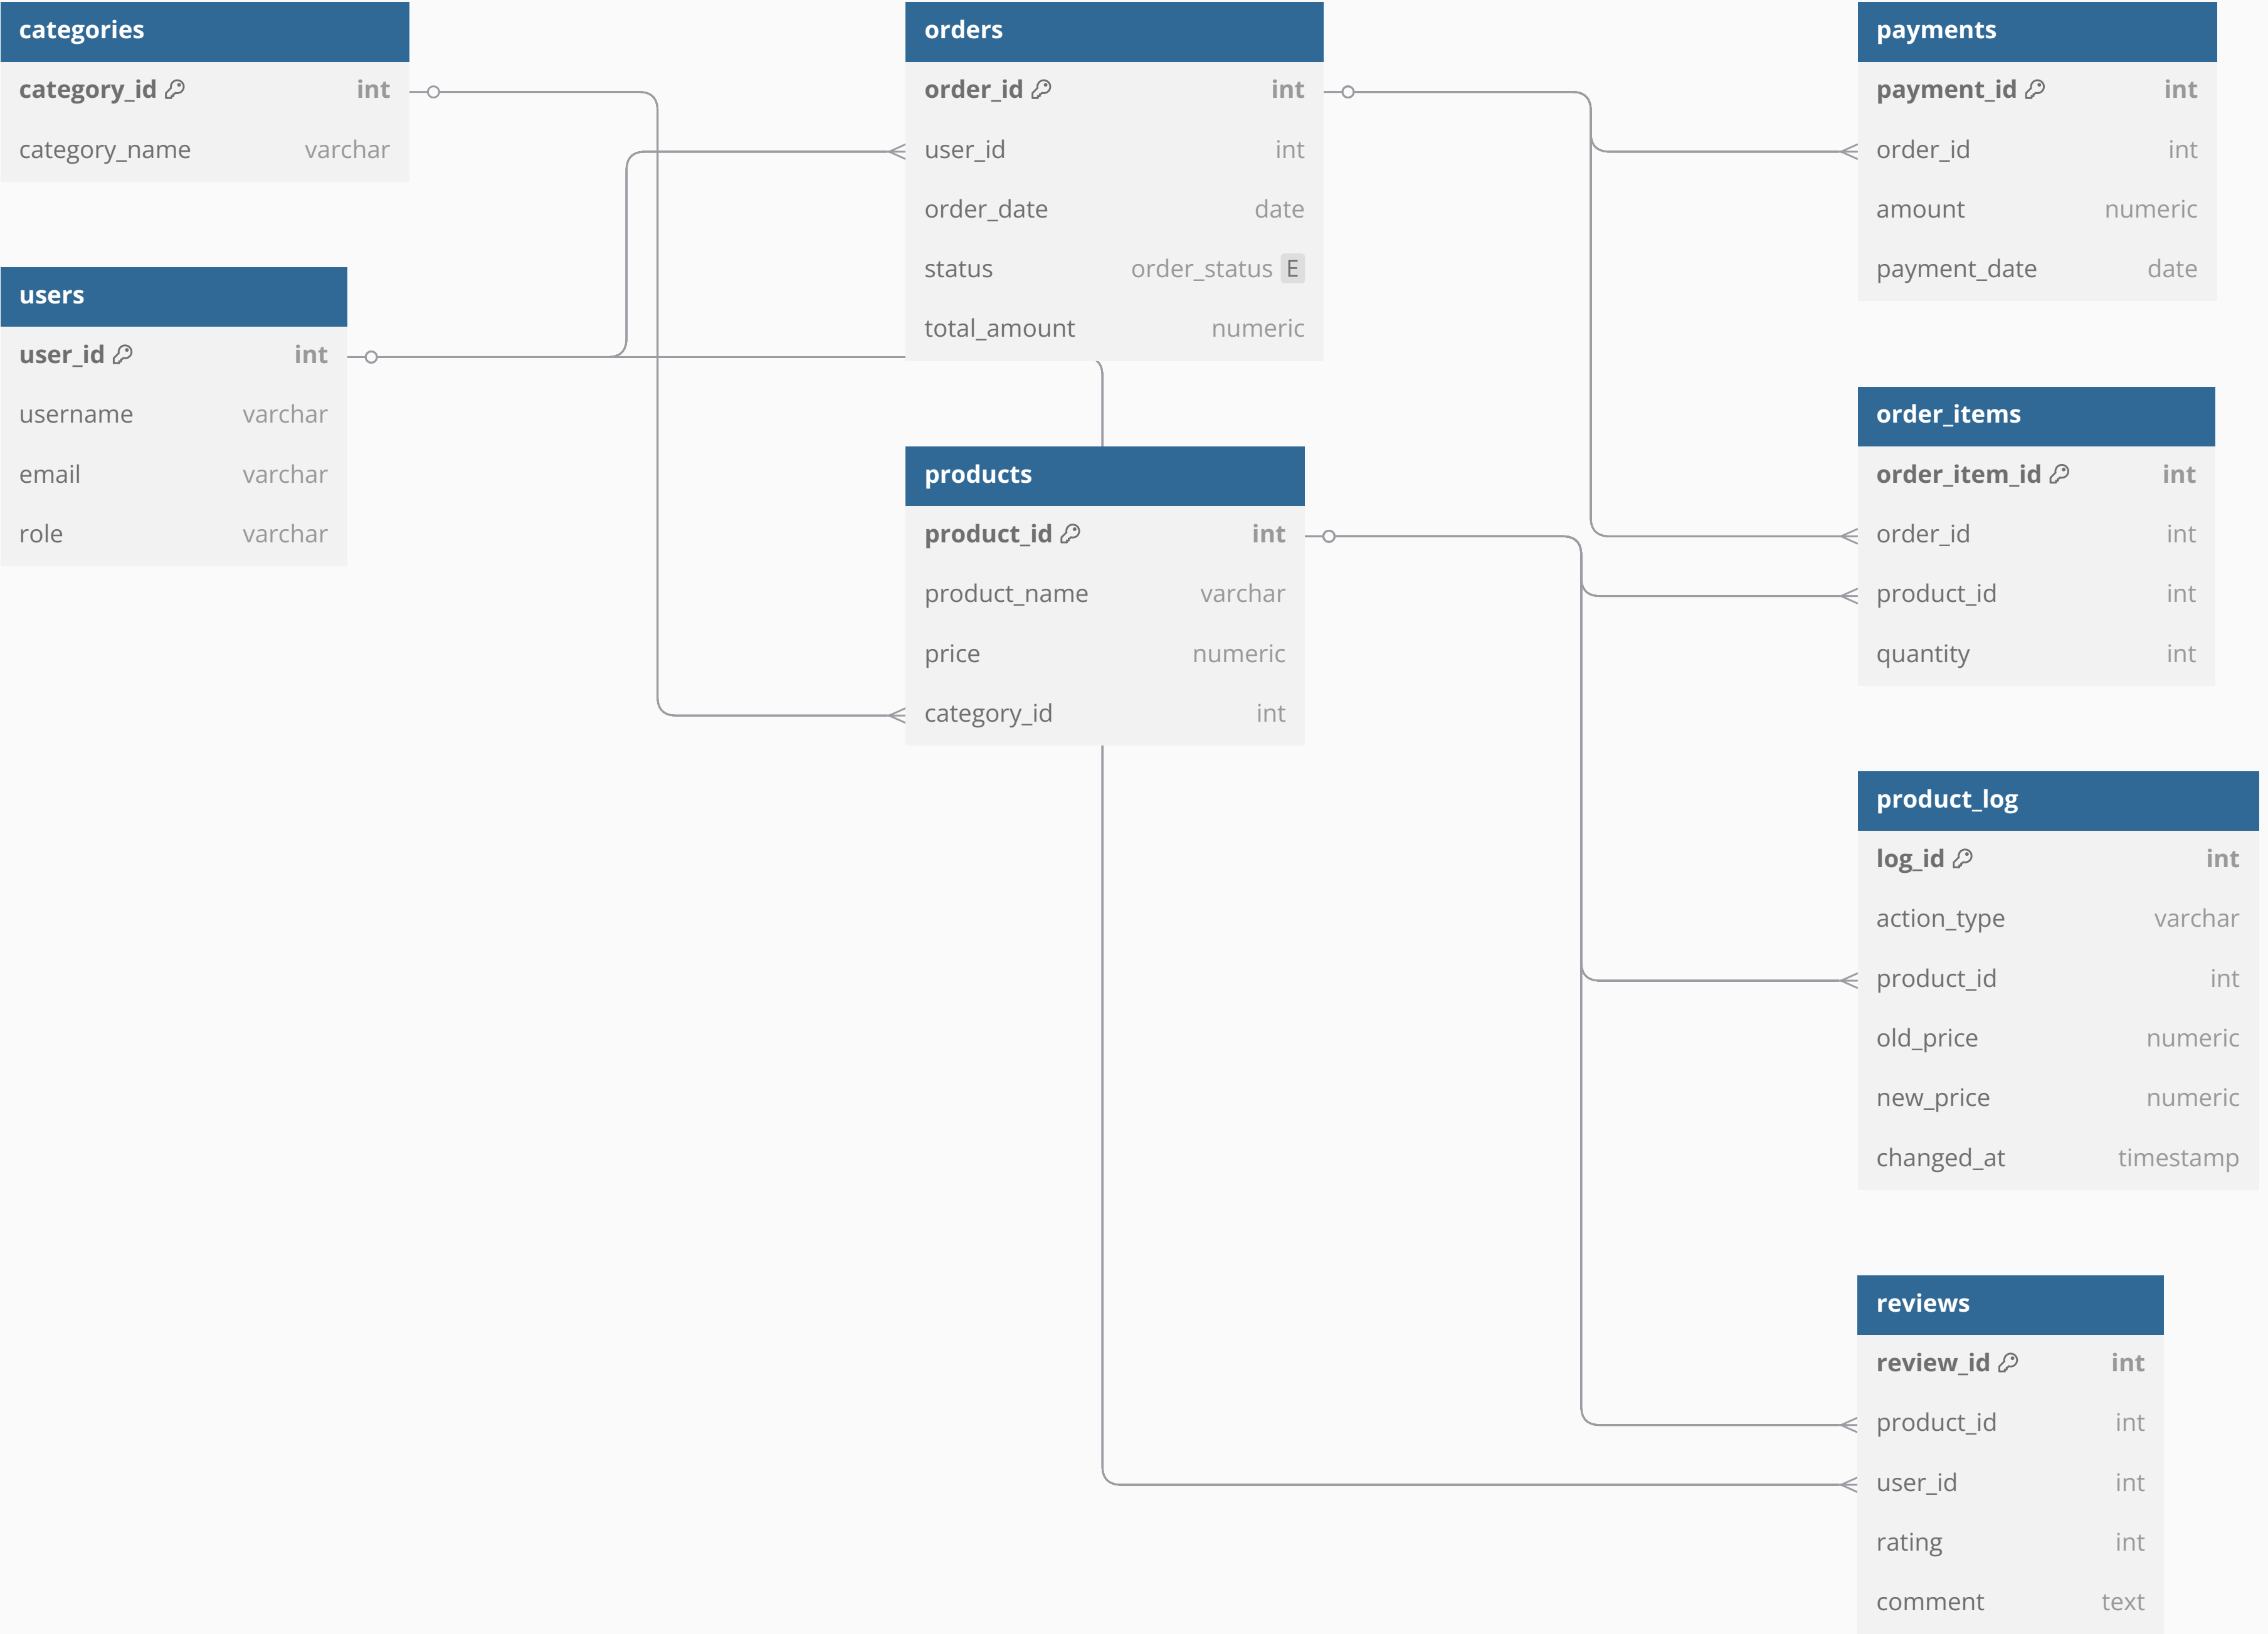 categories
category_id int
category_name varchar
users
user_id int
username varchar
email varchar
role varchar
orders
order_id int
user_id int
order_date date
status order_status E
total_amount numeric
products
product_id int
product_name varchar
price numeric
category_id int
payments
payment_id int
order_id int
amount numeric
payment_date date
order_items
order_item_id int
order_id int
product_id int
quantity int
product_log
log_id int
action_type varchar
product_id int
old_price numeric
new_price numeric
changed_at timestamp
reviews
review_id int
product_id int
user_id int
rating int
comment text